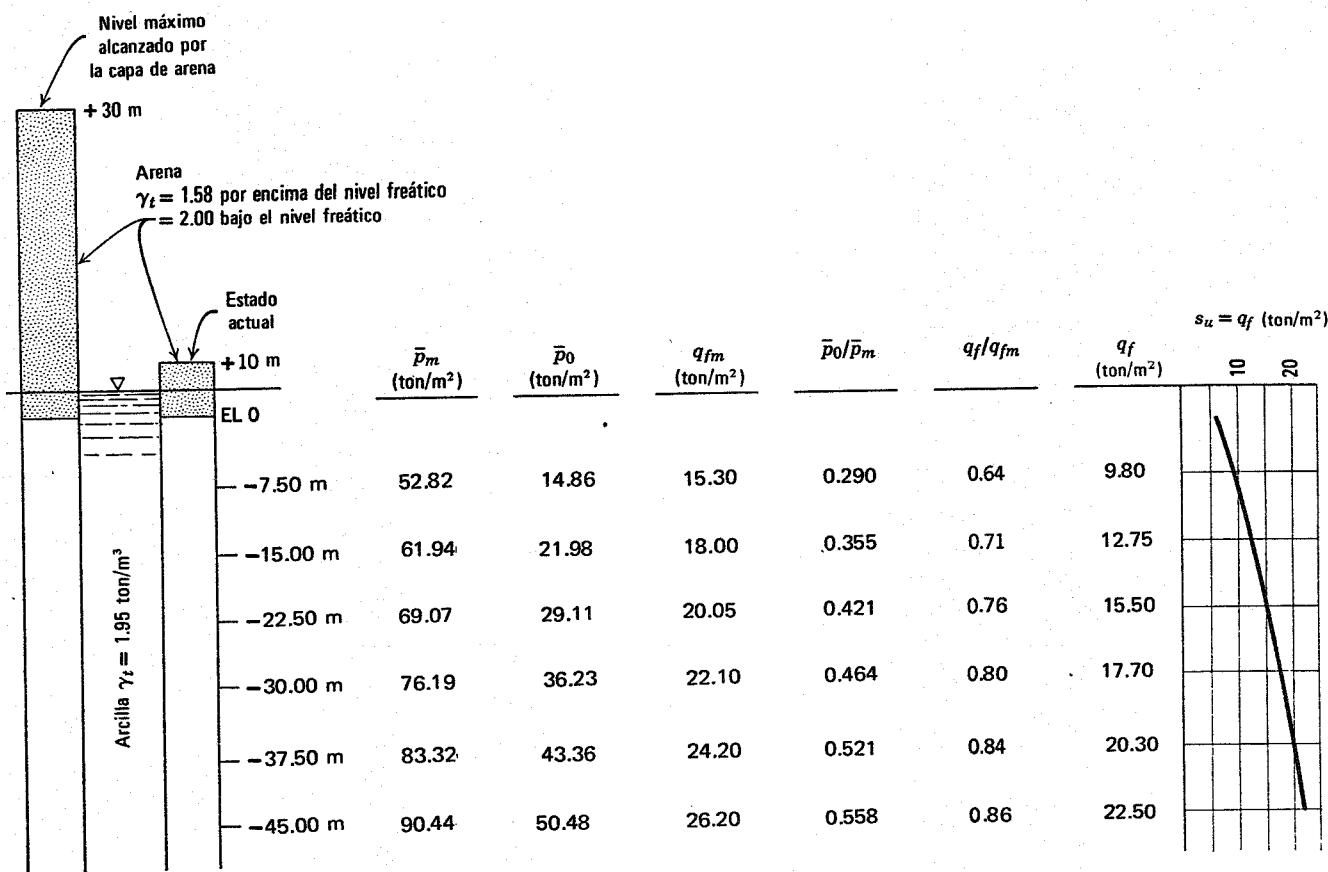 Nivel máximo
alcanzado por
la capa de arena
+ 30 m
Arena
γt = 1.58 por encima del nivel freático
= 2.00 bajo el nivel freático
Estado
actual
+10 m
EL 0
Arcilla γt = 1.95 ton/m³
p̄m (ton/m²) p̄0 (ton/m²) qfm (ton/m²) p̄0/p̄m qf/qfm qf (ton/m²) su = qf (ton/m²)
10 20
−7.50 m 52.82 14.86 15.30 0.290 0.64 9.80
−15.00 m 61.94 21.98 18.00 0.355 0.71 12.75
−22.50 m 69.07 29.11 20.05 0.421 0.76 15.50
−30.00 m 76.19 36.23 22.10 0.464 0.80 17.70
−37.50 m 83.32 43.36 24.20 0.521 0.84 20.30
−45.00 m 90.44 50.48 26.20 0.558 0.86 22.50